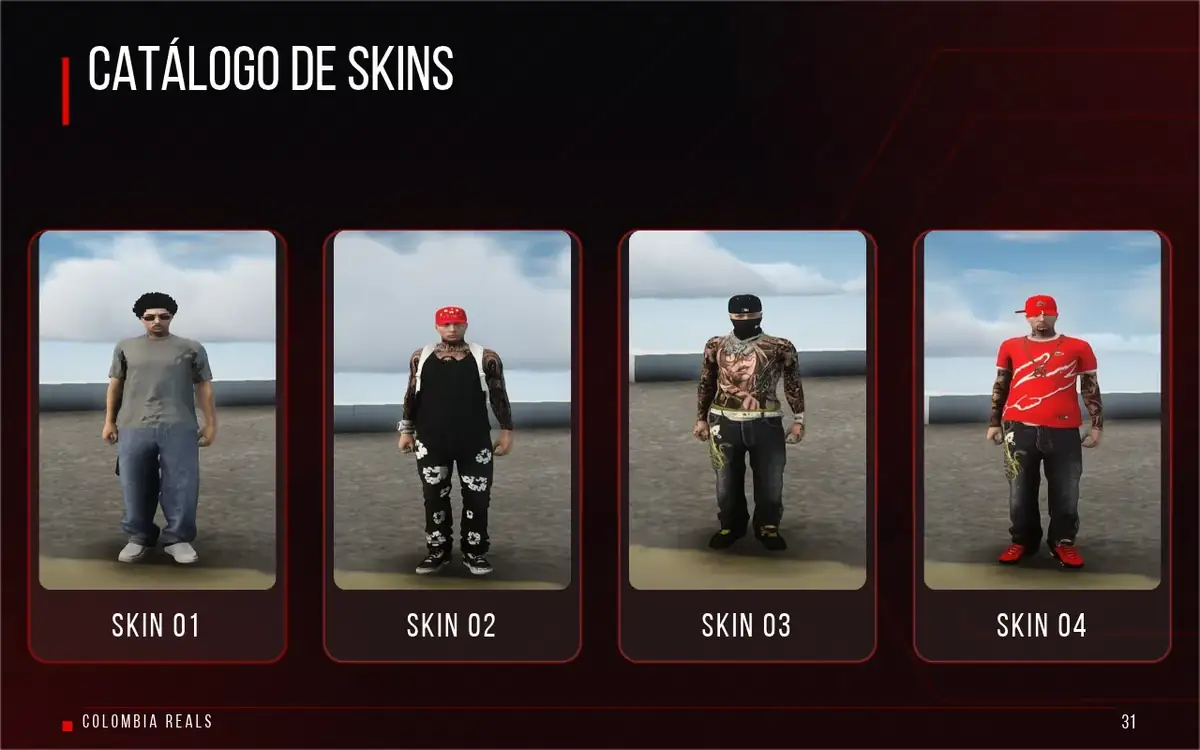 CATÁLOGO DE SKINS
SKIN 01
SKIN 02
SKIN 03
SKIN 04
COLOMBIA REALS
31